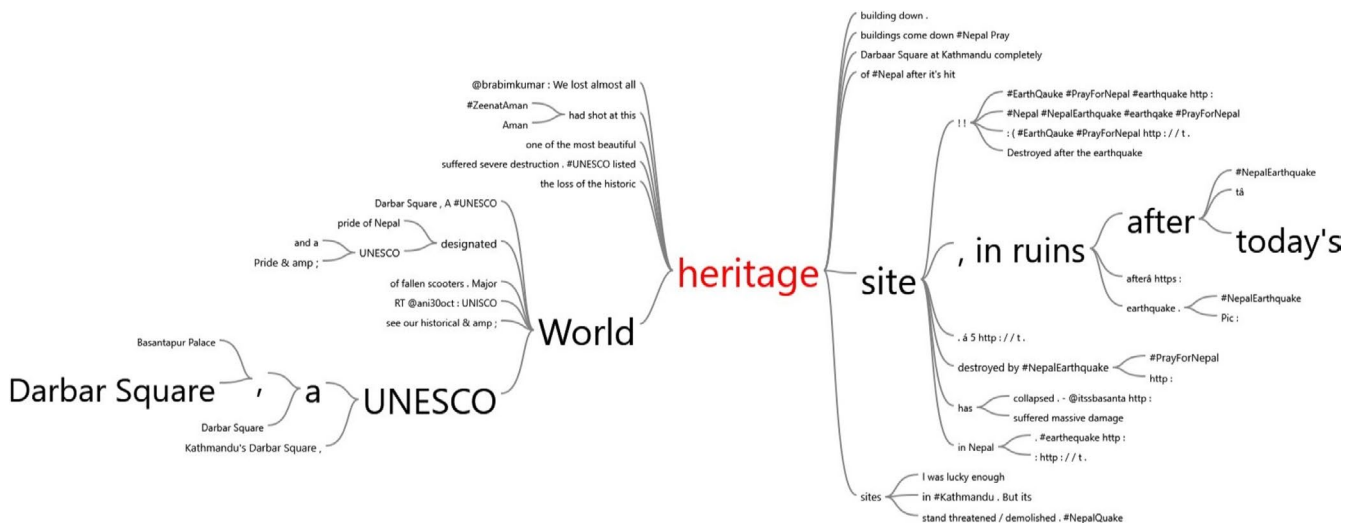 @brabimkumar : We lost almost all
#ZeenatAman
Aman
had shot at this
one of the most beautiful
suffered severe destruction . #UNESCO listed
the loss of the historic
Darbar Square , A #UNESCO
pride of Nepal
and a
Pride & amp ;
UNESCO
designated
of fallen scooters . Major
RT @ani30oct : UNISCO
see our historical & amp ;
World
Basantapur Palace
Darbar Square
,
a
UNESCO
Darbar Square
Kathmandu's Darbar Square ,
heritage
building down .
buildings come down #Nepal Pray
Darbaar Square at Kathmandu completely
of #Nepal after it's hit
site
! !
#EarthQauke #PrayForNepal #earthquake http :
#Nepal #NepalEarthquake #earthqake #PrayForNepal
: ( #EarthQauke #PrayForNepal http : / / t .
Destroyed after the earthquake
, in ruins
after
#NepalEarthquake
tá
today's
afterá https :
earthquake .
#NepalEarthquake
Pic :
. á 5 http : / / t .
destroyed by #NepalEarthquake
#PrayForNepal
http :
has
collapsed . - @itssbasanta http :
suffered massive damage
in Nepal
. #earthequake http :
: http : / / t .
sites
I was lucky enough
in #Kathmandu . But its
stand threatened / demolished . #NepalQuake